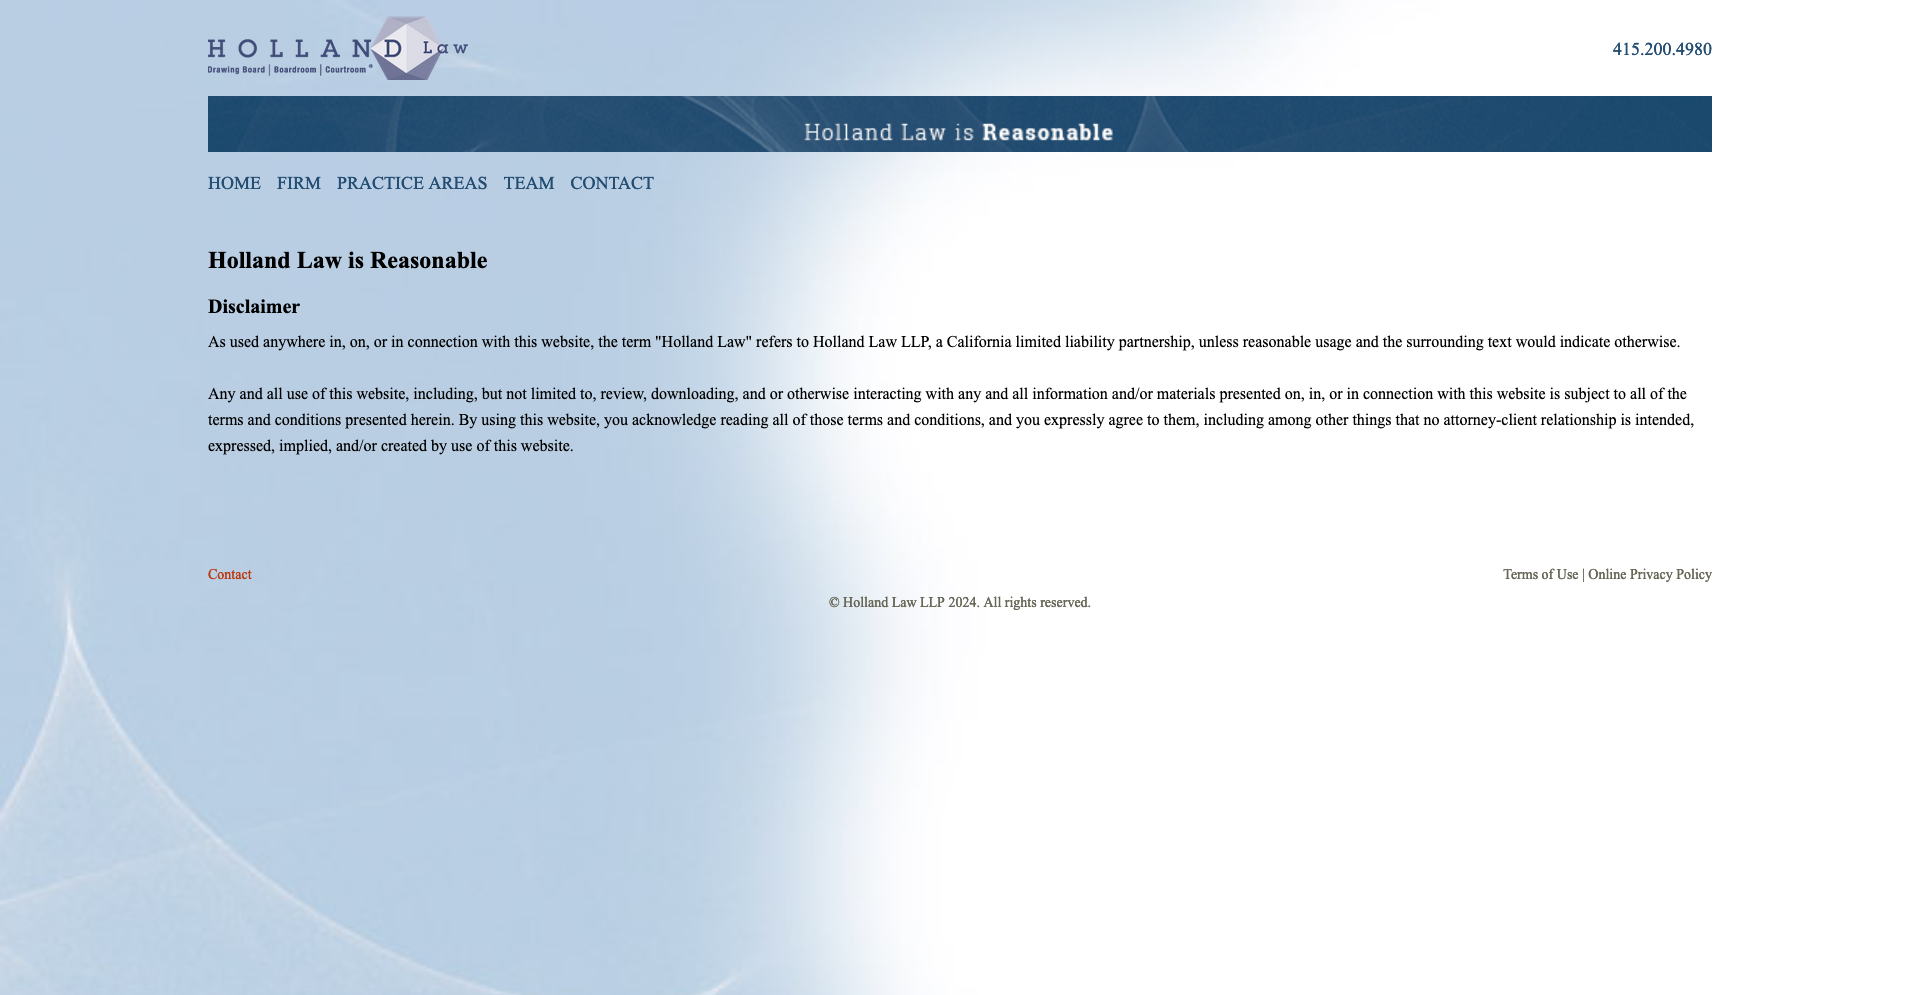 HOLLAND Law
Drawing Board | Boardroom | Courtroom ®
415.200.4980
Holland Law is Reasonable
HOME FIRM PRACTICE AREAS TEAM CONTACT
Holland Law is Reasonable
Disclaimer
As used anywhere in, on, or in connection with this website, the term "Holland Law" refers to Holland Law LLP, a California limited liability partnership, unless reasonable usage and the surrounding text would indicate otherwise.
Any and all use of this website, including, but not limited to, review, downloading, and or otherwise interacting with any and all information and/or materials presented on, in, or in connection with this website is subject to all of the
terms and conditions presented herein. By using this website, you acknowledge reading all of those terms and conditions, and you expressly agree to them, including among other things that no attorney-client relationship is intended,
expressed, implied, and/or created by use of this website.
Contact
Terms of Use | Online Privacy Policy
© Holland Law LLP 2024. All rights reserved.